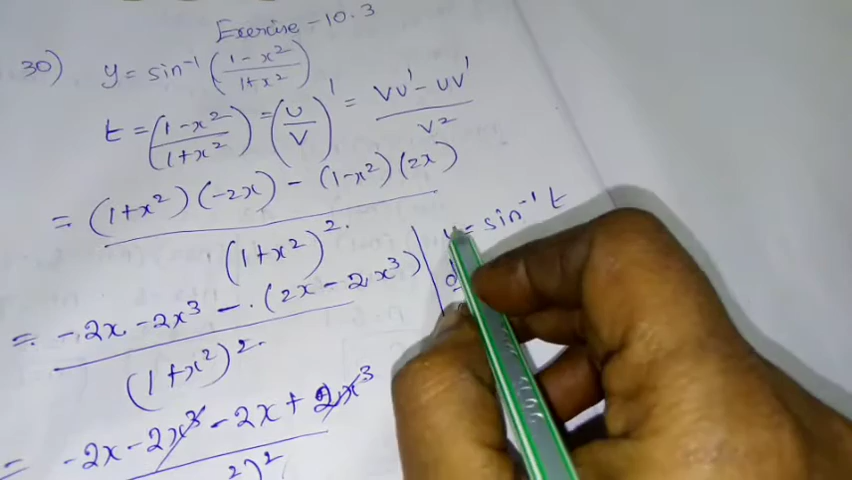 Exercise - 10.3
30) y = sin⁻¹ ((1 - x²)/(1 + x²))
t = ((1 - x²)/(1 + x²)) = (U/V)' = (VU' - UV')/V²
= ((1 + x²)(-2x) - (1 - x²)(2x))/(1 + x²)²
= (-2x - 2x³ - (2x - 2x³))/(1 + x²)²
= -2x - 2x³ - 2x + 2x³
= sin⁻¹ t